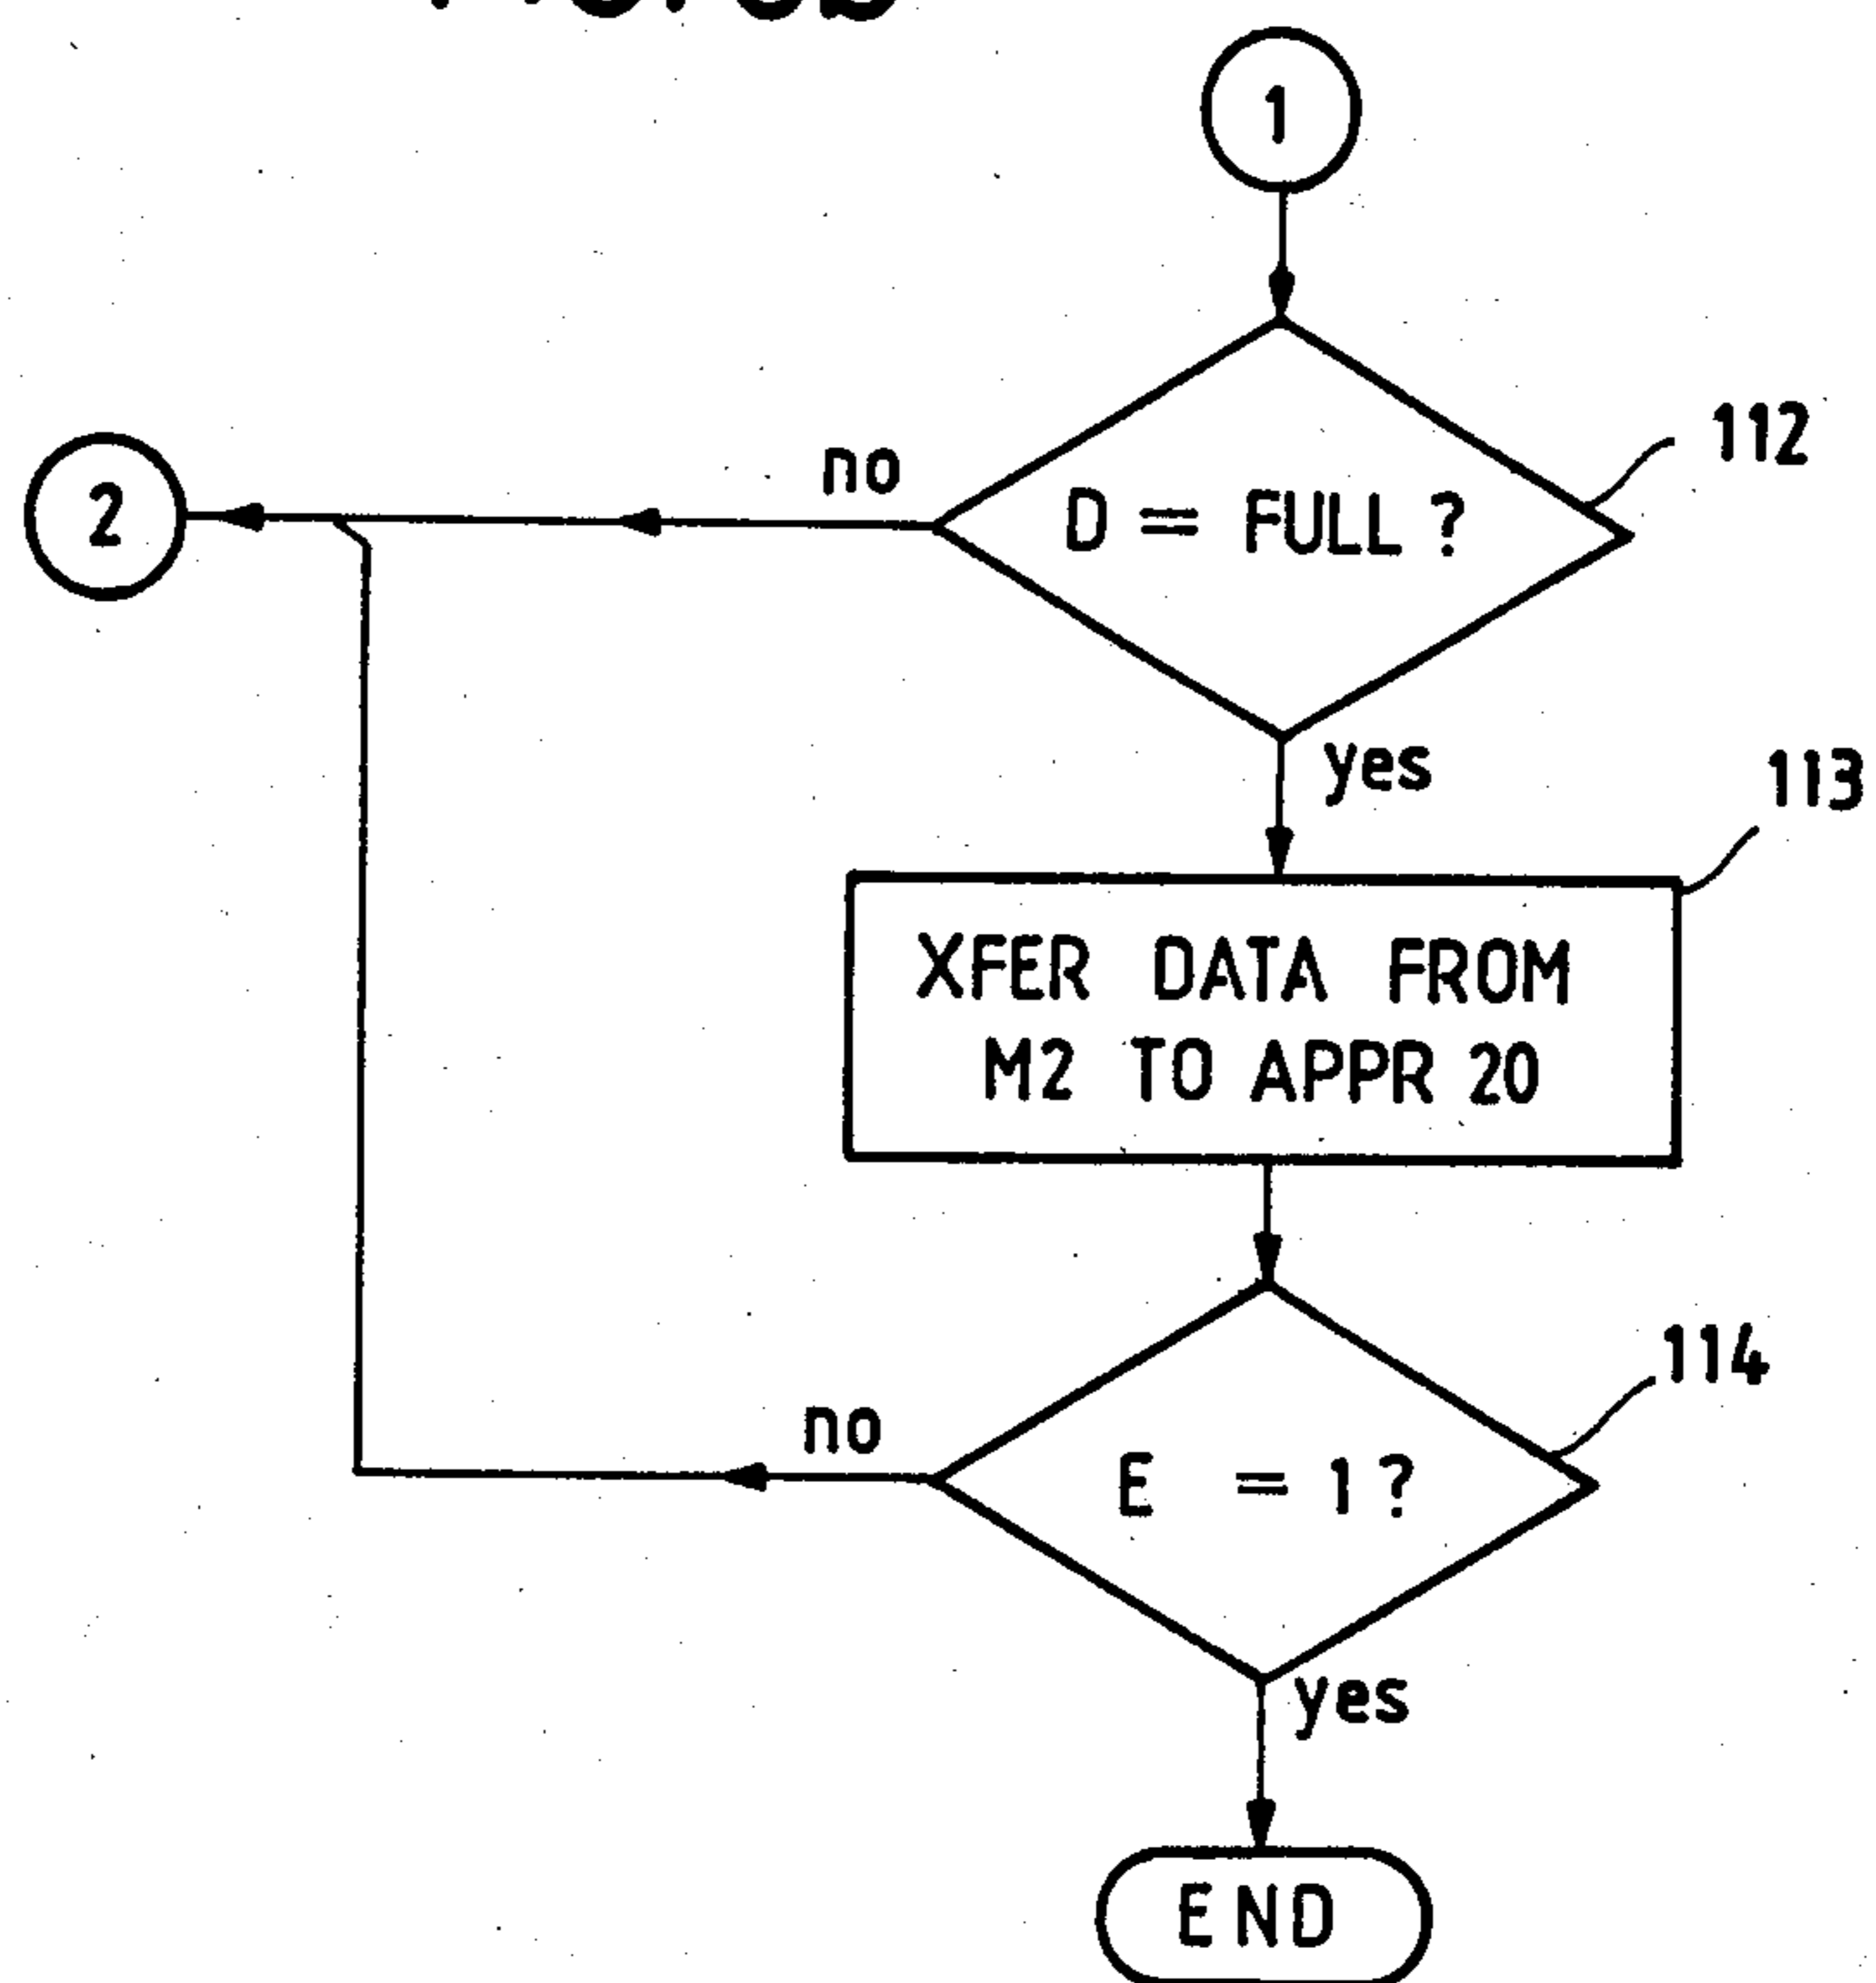 1
112
no
2
D = FULL ?
yes
113
XFER DATA FROM
M2 TO APPR 20
114
no
E = 1 ?
yes
END